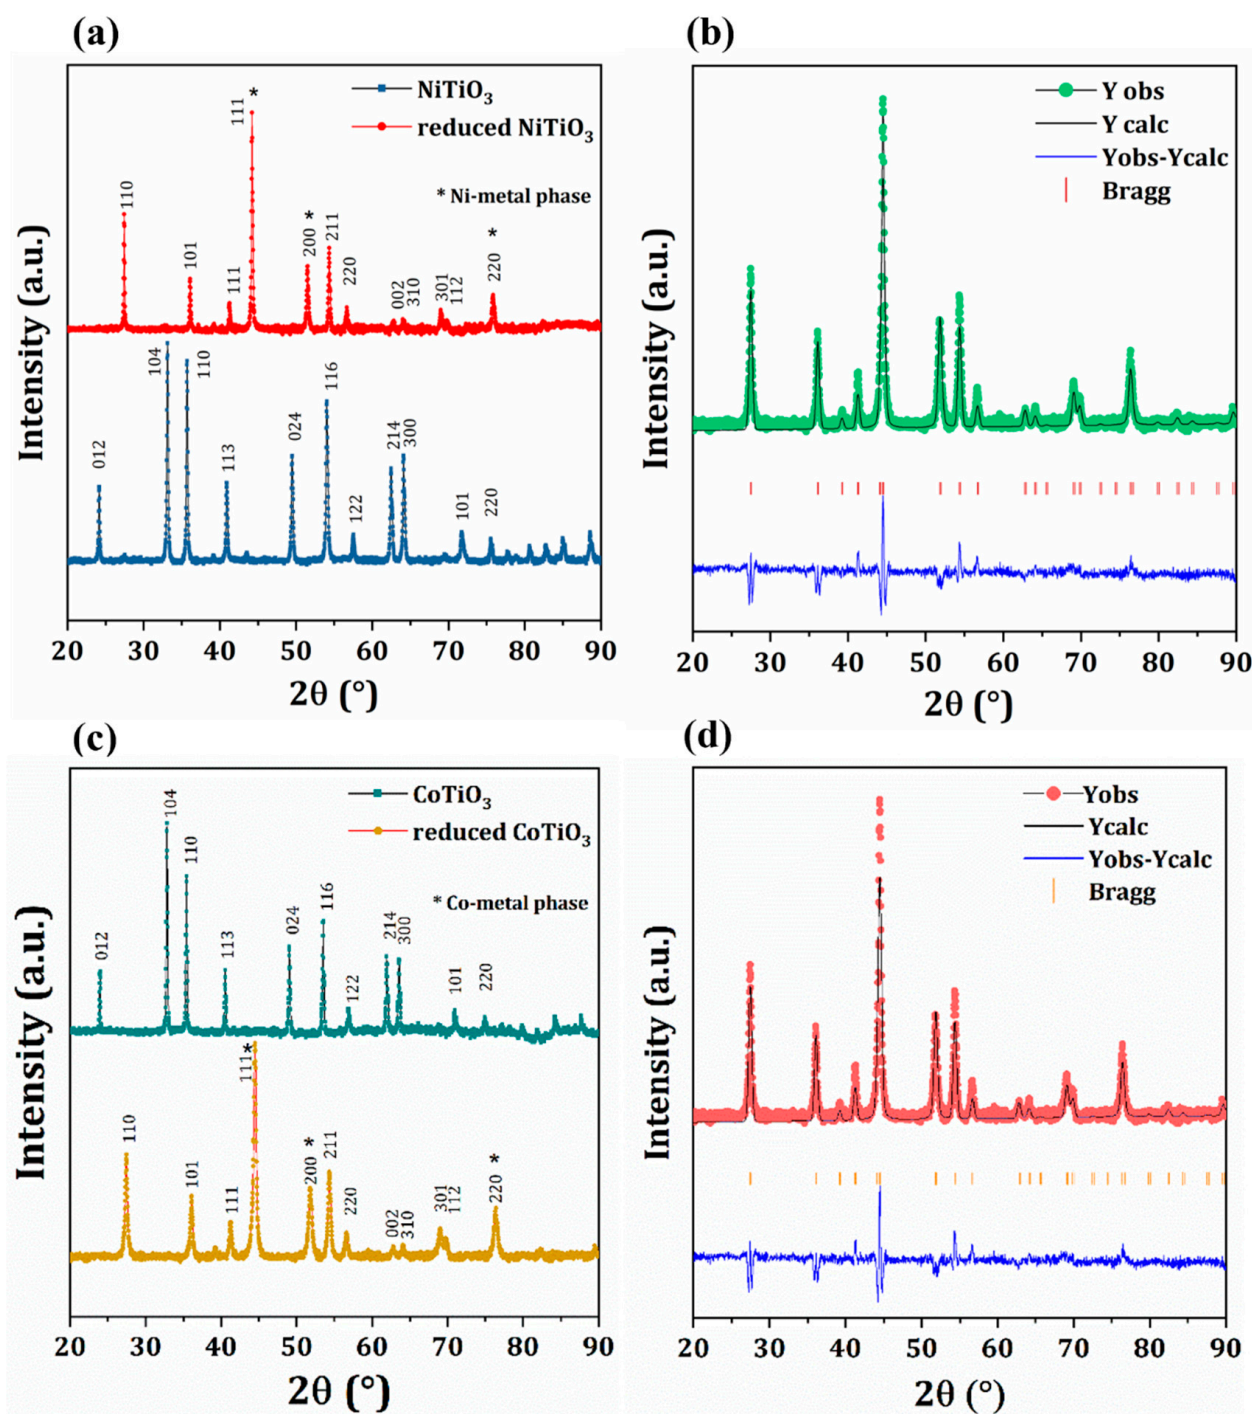 (a)
NiTiO3
reduced NiTiO3
* Ni-metal phase
110
101
111
111
*
200 *
211
220
002
310
301
112
220
*
012
104
110
113
024
116
122
214
300
101
220
Intensity (a.u.)
20 30 40 50 60 70 80 90
2θ (°)
(b)
Y obs
Y calc
Yobs-Ycalc
Bragg
Intensity (a.u.)
20 30 40 50 60 70 80 90
2θ (°)
(c)
CoTiO3
reduced CoTiO3
* Co-metal phase
012
104
110
113
024
116
122
214
300
101
220
110
101
111
111*
200 *
211
220
002
310
301
112
220 *
Intensity (a.u.)
20 30 40 50 60 70 80 90
2θ (°)
(d)
Yobs
Ycalc
Yobs-Ycalc
Bragg
Intensity (a.u.)
20 30 40 50 60 70 80 90
2θ (°)